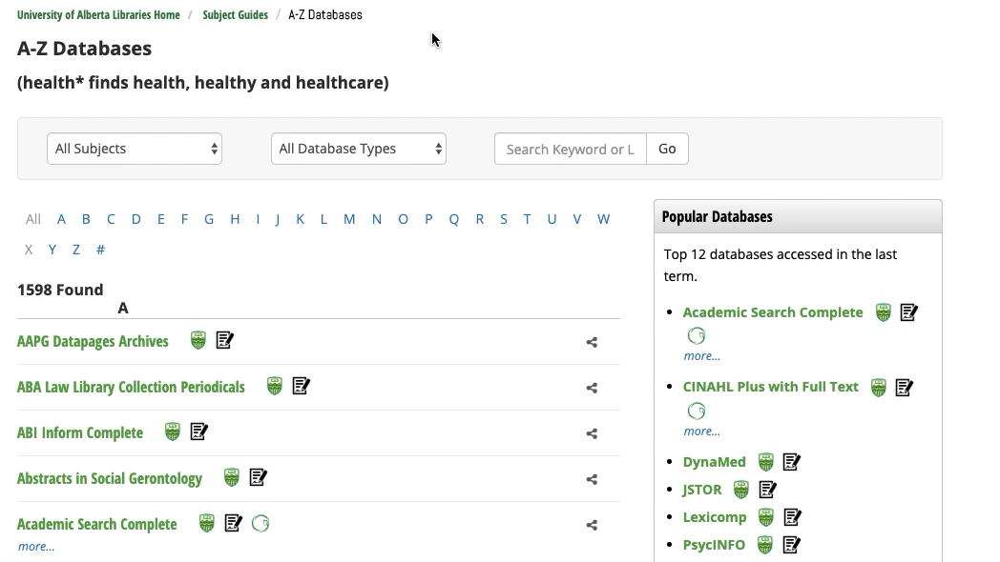 University of Alberta Libraries Home / Subject Guides / A-Z Databases
A-Z Databases
(health* finds health, healthy and healthcare)
All Subjects
All Database Types
Search Keyword or L
Go
All A B C D E F G H I J K L M N O P Q R S T U V W
X Y Z #
1598 Found
A
AAPG Datapages Archives
ABA Law Library Collection Periodicals
ABI Inform Complete
Abstracts in Social Gerontology
Academic Search Complete
more...
Popular Databases
Top 12 databases accessed in the last
term.
Academic Search Complete
more...
CINAHL Plus with Full Text
more...
DynaMed
JSTOR
Lexicomp
PsycINFO